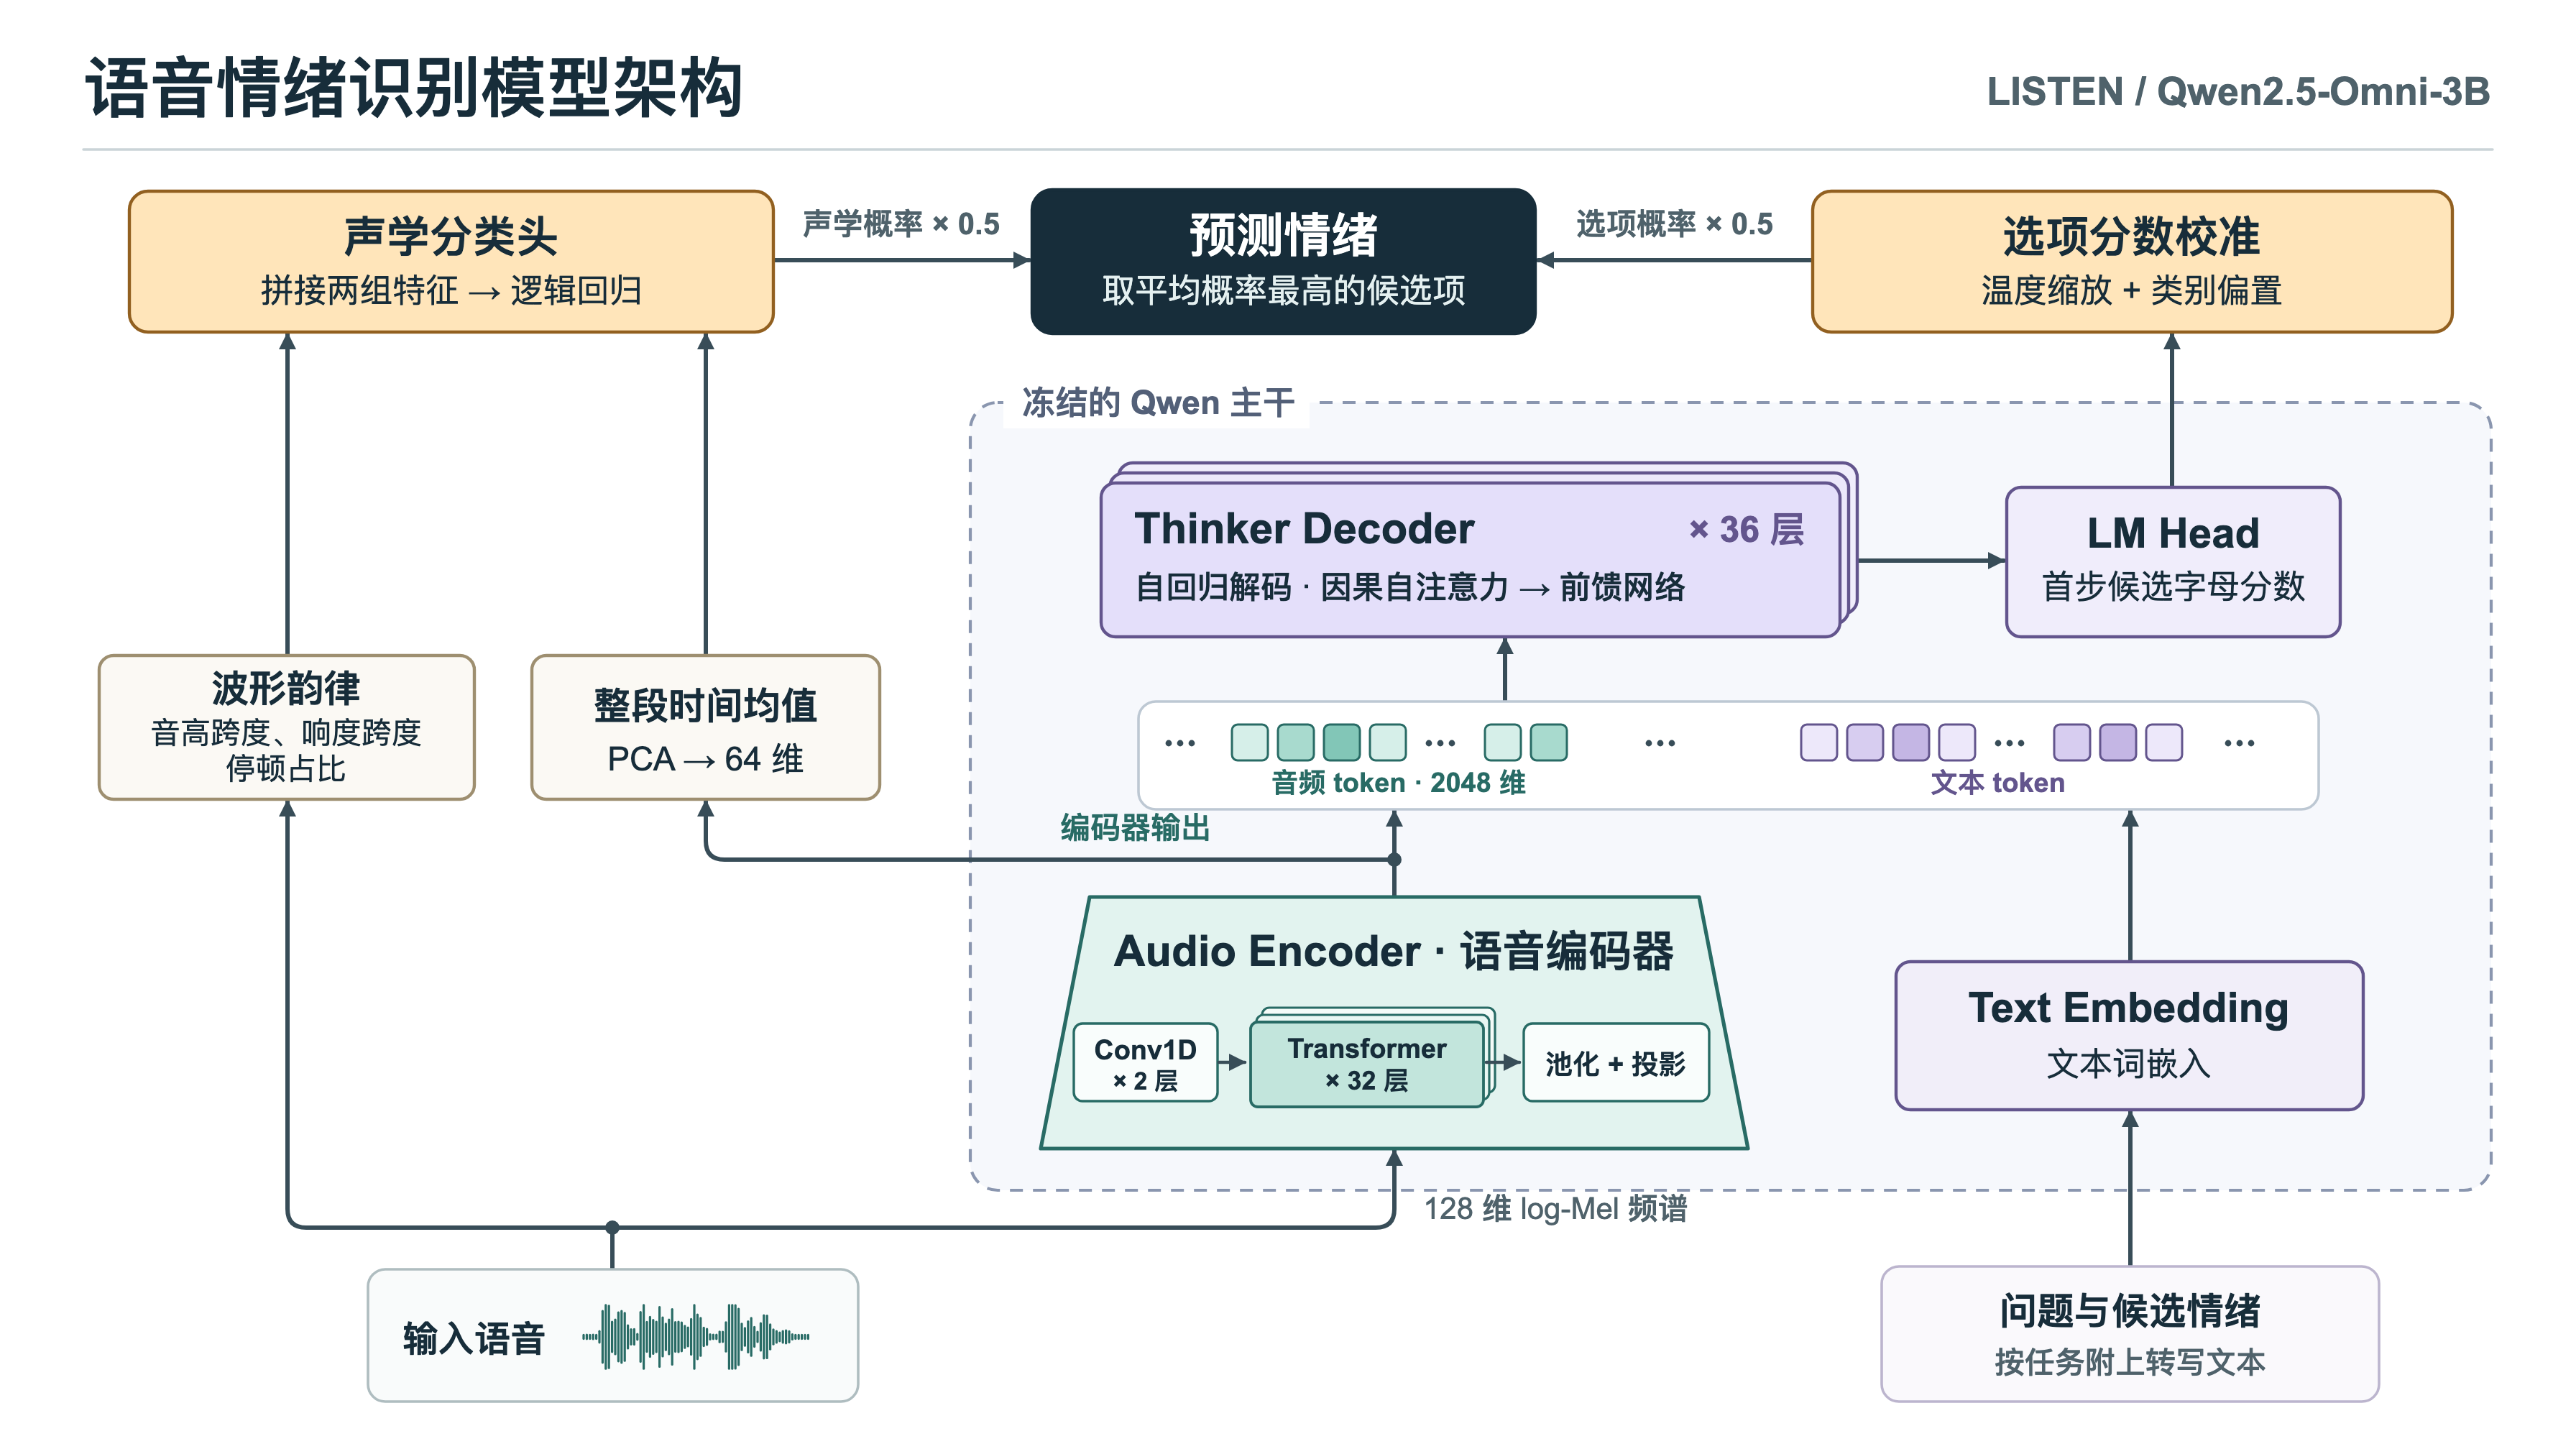 语音情绪识别模型架构
LISTEN / Qwen2.5-Omni-3B
声学分类头
拼接两组特征 → 逻辑回归
声学概率 × 0.5
预测情绪
取平均概率最高的候选项
选项概率 × 0.5
选项分数校准
温度缩放 + 类别偏置
冻结的 Qwen 主干
Thinker Decoder
× 36 层
自回归解码 · 因果自注意力 → 前馈网络
LM Head
首步候选字母分数
波形韵律
音高跨度、响度跨度
停顿占比
整段时间均值
PCA → 64 维
... ... ... ... ...
音频 token · 2048 维
文本 token
编码器输出
Audio Encoder · 语音编码器
Conv1D
× 2 层
Transformer
× 32 层
池化 + 投影
Text Embedding
文本词嵌入
128 维 log-Mel 频谱
输入语音
问题与候选情绪
按任务附上转写文本